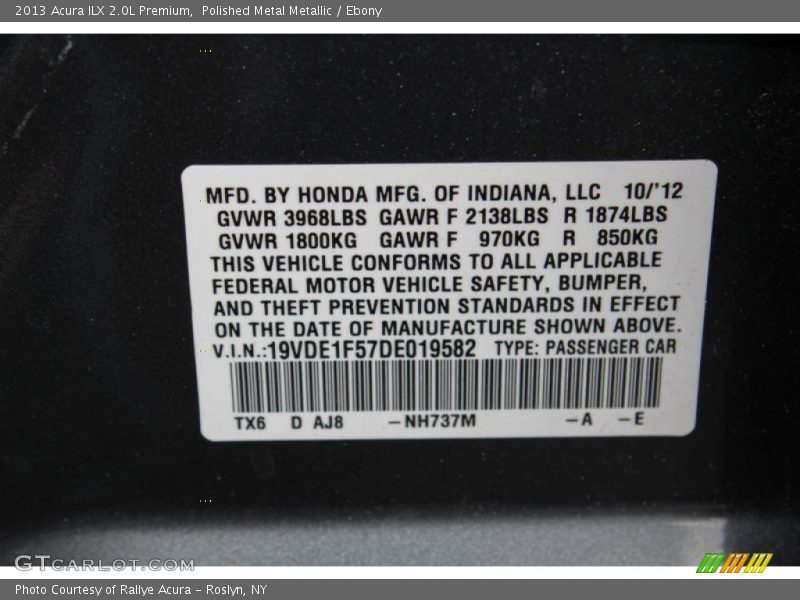 2013 Acura ILX 2.0L Premium, Polished Metal Metallic / Ebony
MFD. BY HONDA MFG. OF INDIANA, LLC 10/'12
GVWR 3968LBS GAWR F 2138LBS R 1874LBS
GVWR 1800KG GAWR F 970KG R 850KG
THIS VEHICLE CONFORMS TO ALL APPLICABLE
FEDERAL MOTOR VEHICLE SAFETY, BUMPER,
AND THEFT PREVENTION STANDARDS IN EFFECT
ON THE DATE OF MANUFACTURE SHOWN ABOVE.
V.I.N.:19VDE1F57DE019582 TYPE: PASSENGER CAR
TX6 D AJ8 –NH737M –A –E
GTCARLOT.COM
Photo Courtesy of Rallye Acura – Roslyn, NY